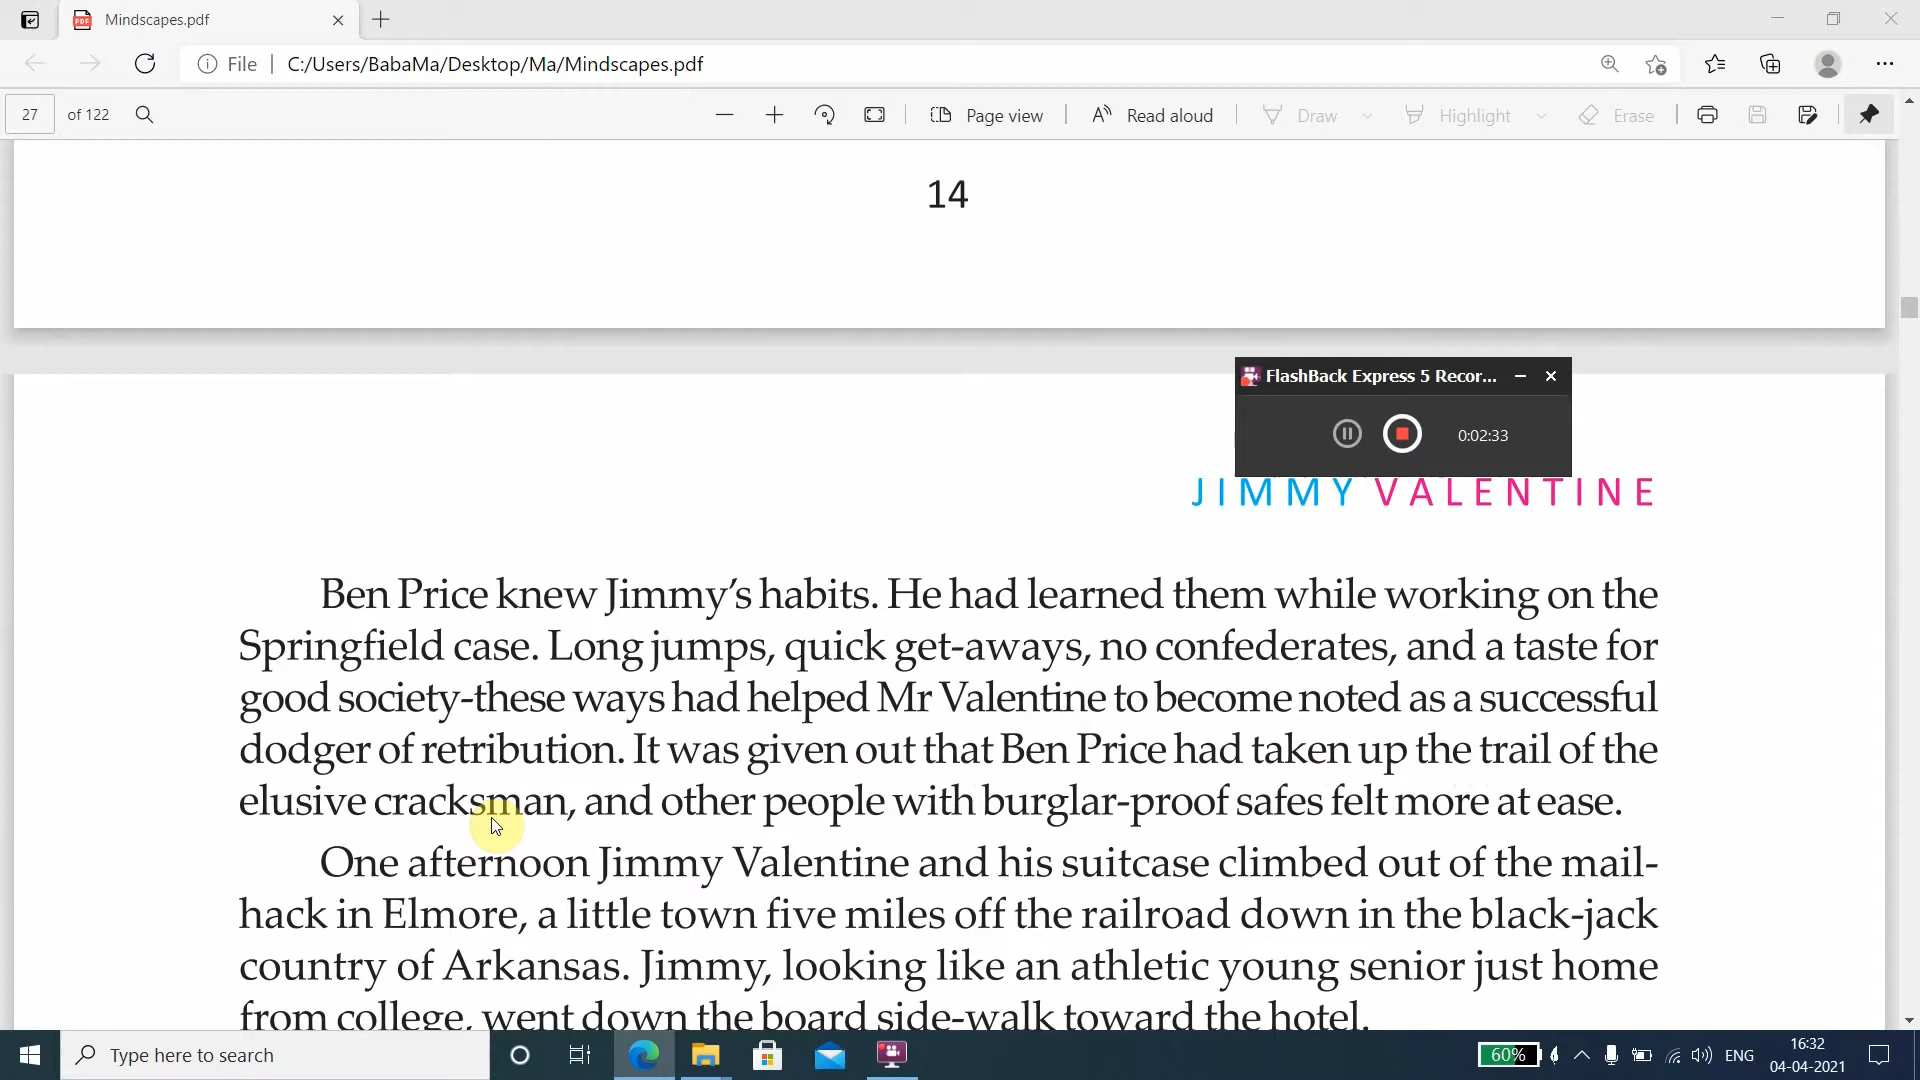 Mindscapes.pdf
File
C:/Users/BabaMa/Desktop/Ma/Mindscapes.pdf
27 of 122
Page view
Read aloud
Draw
Highlight
Erase
14
FlashBack Express 5 Recor...
0:02:33
JIMMY VALENTINE
Ben Price knew Jimmy's habits. He had learned them while working on the
Springfield case. Long jumps, quick get-aways, no confederates, and a taste for
good society-these ways had helped Mr Valentine to become noted as a successful
dodger of retribution. It was given out that Ben Price had taken up the trail of the
elusive cracksman, and other people with burglar-proof safes felt more at ease.
One afternoon Jimmy Valentine and his suitcase climbed out of the mail-
hack in Elmore, a little town five miles off the railroad down in the black-jack
country of Arkansas. Jimmy, looking like an athletic young senior just home
from college, went down the board side-walk toward the hotel.
Type here to search
60%
ENG
16:32
04-04-2021